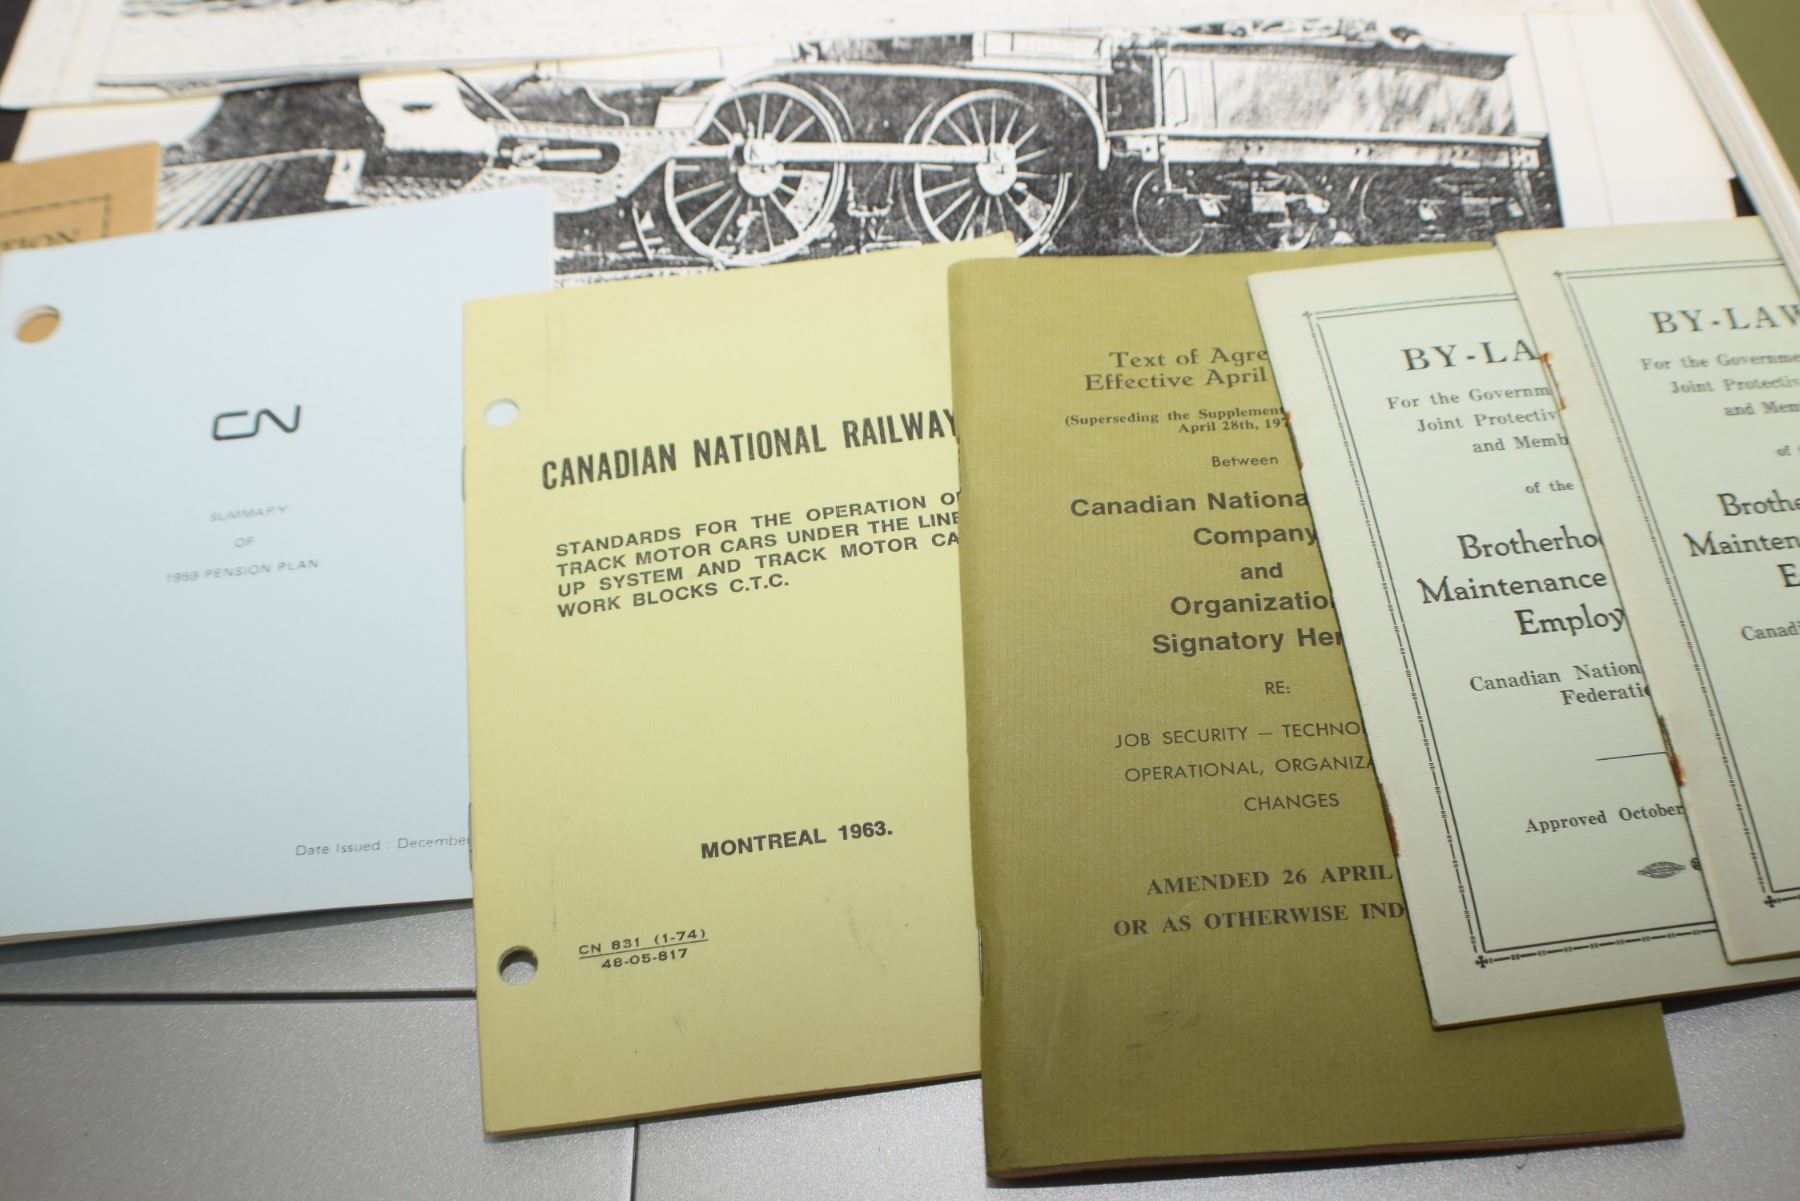 TION
CN
SUMMARY
OF
1959 PENSION PLAN
Date Issued : December
CANADIAN NATIONAL RAILWAY
STANDARDS FOR THE OPERATION
TRACK MOTOR CARS UNDER THE LINE
UP SYSTEM AND TRACK MOTOR CA
WORK BLOCKS C.T.C.
MONTREAL 1963.
CN 831 (1-74)
48-05-817
Text of Agre
Effective April
(Superseding the Supplement
April 28th, 197
Between
Canadian Nationa
Company
and
Organizatio
Signatory Her
RE:
JOB SECURITY — TECHNO
OPERATIONAL, ORGANIZA
CHANGES
AMENDED 26 APRIL
OR AS OTHERWISE IND
BY-LA
For the Governm
Joint Protectiv
and Memb
of the
Brotherho
Maintenance
Employ
Canadian Nation
Federati
Approved October
BY-LAW
For the Governme
Joint Protectiv
and Mem
of
Brothe
Mainten
E
Canadi